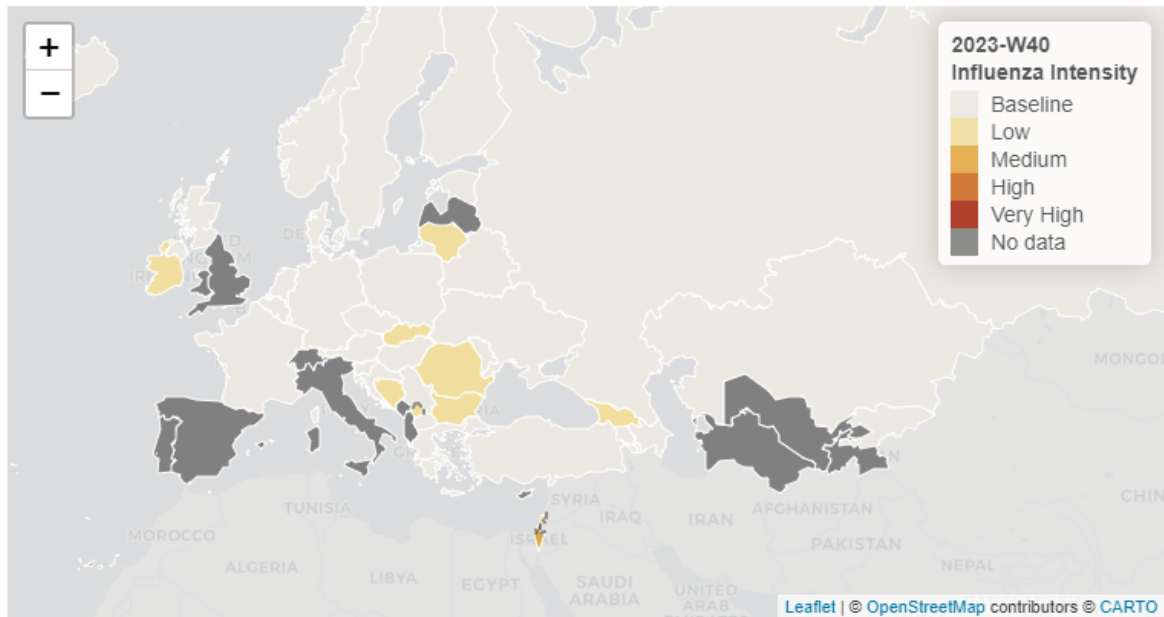 +
−
2023-W40
Influenza Intensity
Baseline
Low
Medium
High
Very High
No data
MONGO
SYRIA
TUNISIA
IRAQ
IRAN
AFGHANISTAN
CHIN
MOROCCO
ISRAEL
PAKISTAN
ALGERIA
LIBYA
EGYPT
NEPAL
SAUDI
ARABIA
UNITED
ARAB
Leaflet | © OpenStreetMap contributors © CARTO